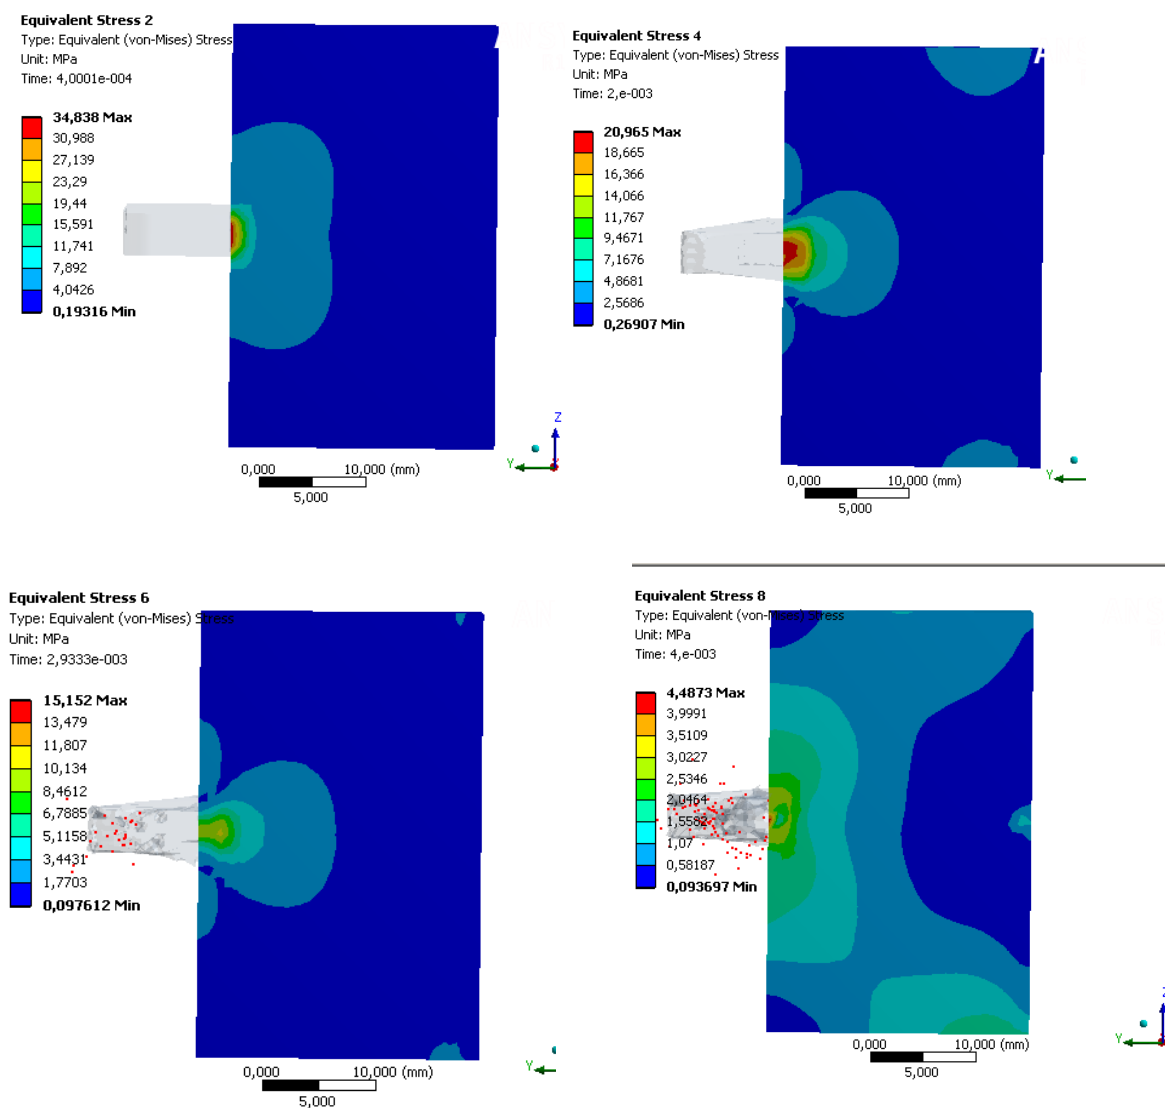 Equivalent Stress 2
Type: Equivalent (von-Mises) Stress
Unit: MPa
Time: 4,0001e-004
34,838 Max
30,988
27,139
23,29
19,44
15,591
11,741
7,892
4,0426
0,19316 Min
Z
Y
0,000 10,000 (mm)
5,000
Equivalent Stress 4
Type: Equivalent (von-Mises) Stress
Unit: MPa
Time: 2,e-003
20,965 Max
18,665
16,366
14,066
11,767
9,4671
7,1676
4,8681
2,5686
0,26907 Min
Y
0,000 10,000 (mm)
5,000
Equivalent Stress 6
Type: Equivalent (von-Mises) Stress
Unit: MPa
Time: 2,9333e-003
15,152 Max
13,479
11,807
10,134
8,4612
6,7885
5,1158
3,4431
1,7703
0,097612 Min
Y
0,000 10,000 (mm)
5,000
Equivalent Stress 8
Type: Equivalent (von-Mises) Stress
Unit: MPa
Time: 4,e-003
4,4873 Max
3,9991
3,5109
3,0227
2,5346
2,0464
1,5582
1,07
0,58187
0,093697 Min
Z
Y
0,000 10,000 (mm)
5,000